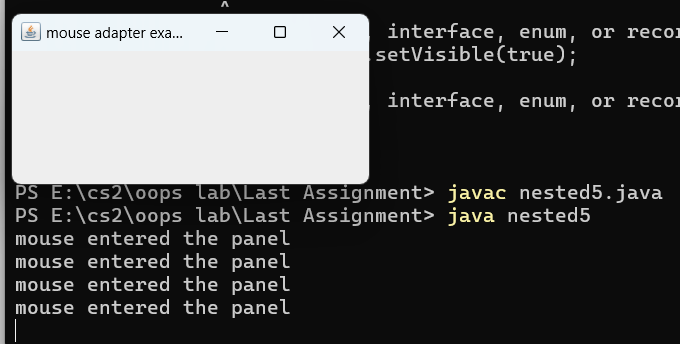 ^
mouse adapter exa...
, interface, enum, or recor
.setVisible(true);
, interface, enum, or recor
PS E:\cs2\oops lab\Last Assignment> javac nested5.java
PS E:\cs2\oops lab\Last Assignment> java nested5
mouse entered the panel
mouse entered the panel
mouse entered the panel
mouse entered the panel